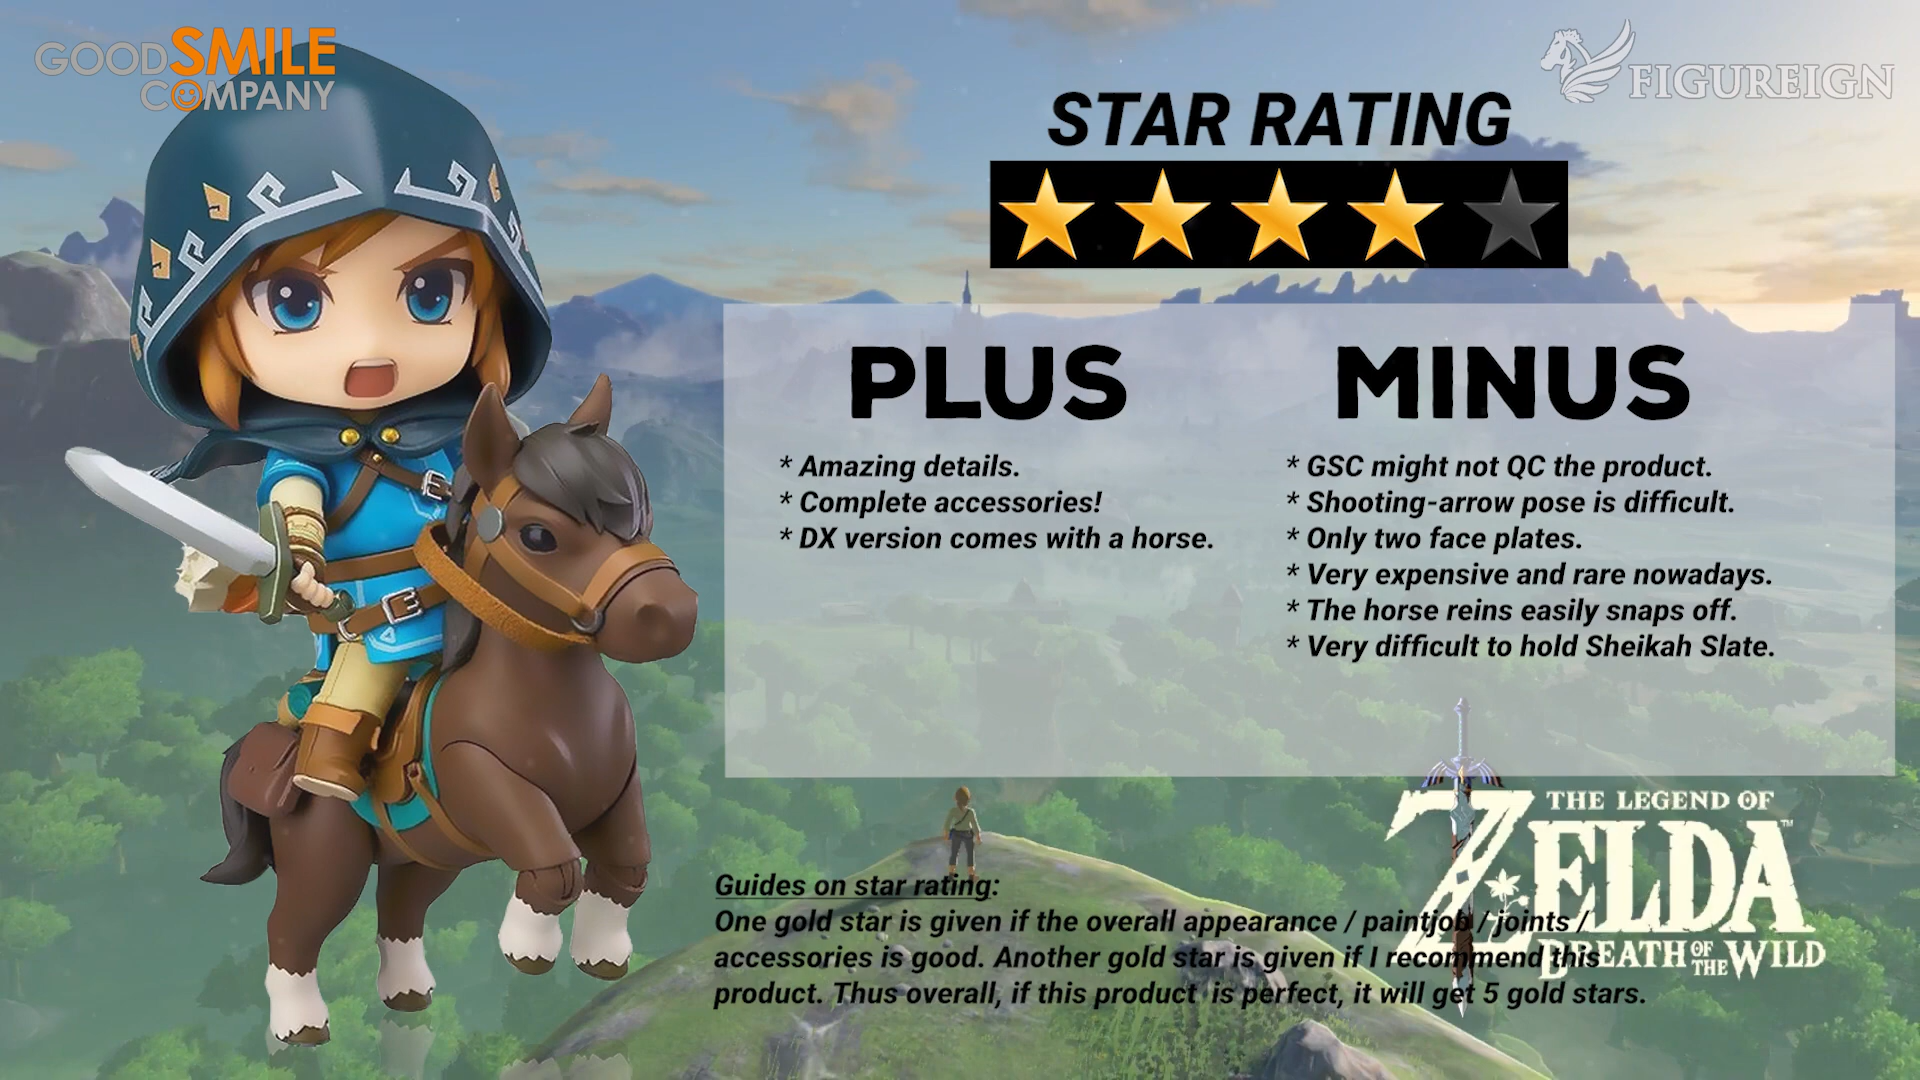 GOODSMILE
COMPANY
FIGUREIGN
STAR RATING
PLUS
* Amazing details.
* Complete accessories!
* DX version comes with a horse.
MINUS
* GSC might not QC the product.
* Shooting-arrow pose is difficult.
* Only two face plates.
* Very expensive and rare nowadays.
* The horse reins easily snaps off.
* Very difficult to hold Sheikah Slate.
THE LEGEND OF
ZELDA™
BREATH OF THE WILD
Guides on star rating:
One gold star is given if the overall appearance / paintjob / joints /
accessories is good. Another gold star is given if I recommend this
product. Thus overall, if this product is perfect, it will get 5 gold stars.